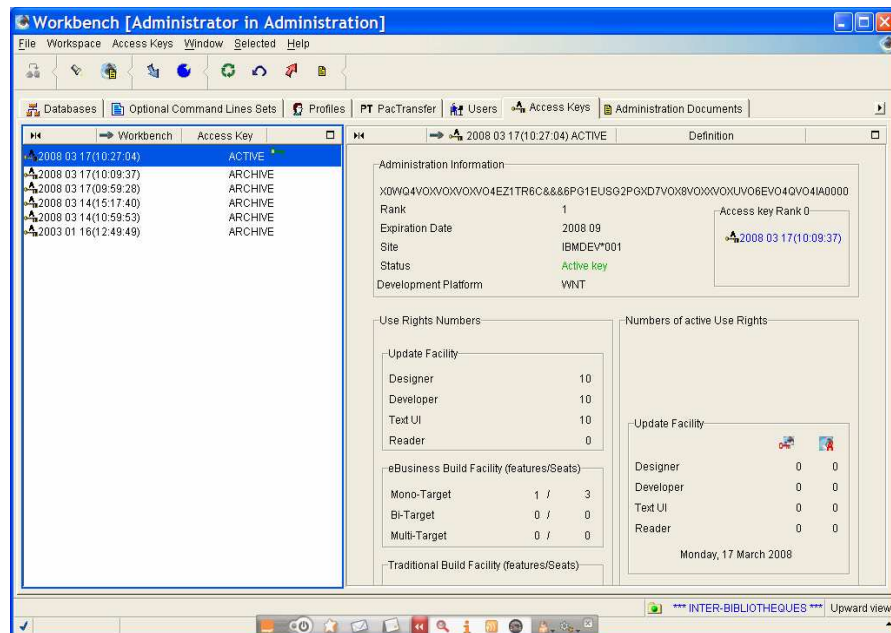 Workbench [Administrator in Administration]
File Workspace Access Keys Window Selected Help
Databases Optional Command Lines Sets Profiles PT PacTransfer Users Access Keys Administration Documents
Workbench Access Key
2008 03 17(10:27:04) ACTIVE
2008 03 17(10:09:37) ARCHIVE
2008 03 17(09:59:28) ARCHIVE
2008 03 14(15:17:40) ARCHIVE
2008 03 14(10:59:53) ARCHIVE
2003 01 16(12:49:49) ARCHIVE
2008 03 17(10:27:04) ACTIVE Definition
Administration Information
X0WQ4VOXVOXVOXVO4EZ1TR6C&&&6PG1EUSG2PGXD7VOX8VOXXVOXUVO6EVO4QVO4IA0000
Rank 1
Expiration Date 2008 09
Site IBMDEV*001
Status Active key
Development Platform WNT
Access key Rank 0
2008 03 17(10:09:37)
Use Rights Numbers
Update Facility
Designer 10
Developer 10
Text UI 10
Reader 0
eBusiness Build Facility (features/Seats)
Mono-Target 1 / 3
Bi-Target 0 / 0
Multi-Target 0 / 0
Traditional Build Facility (features/Seats)
Numbers of active Use Rights
Update Facility
Designer 0 0
Developer 0 0
Text UI 0 0
Reader 0 0
Monday, 17 March 2008
*** INTER-BIBLIOTHEQUES *** Upward view